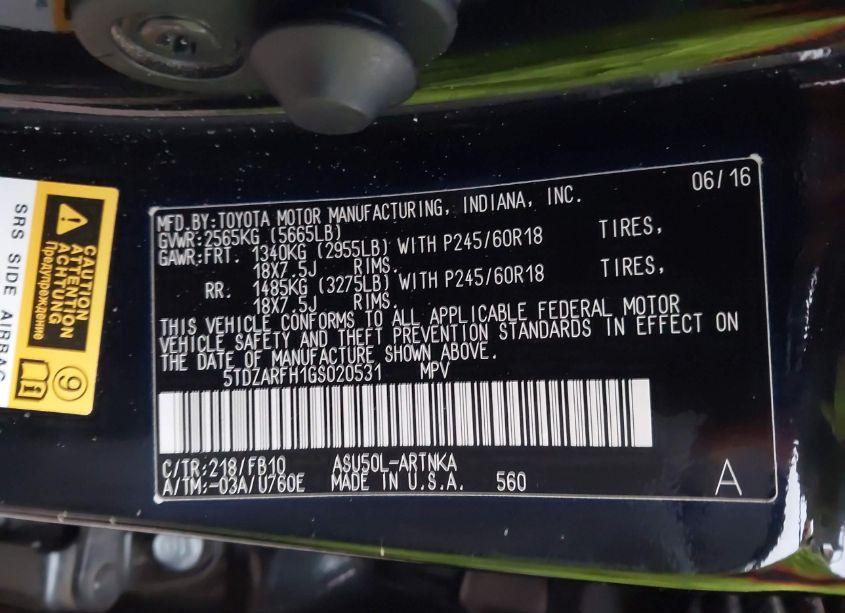 06/16
MFD.BY:TOYOTA MOTOR MANUFACTURING, INDIANA, INC.
GVWR:2565KG (5665LB)
GAWR:FRT. 1340KG (2955LB) WITH P245/60R18 TIRES,
18X7.5J RIMS.
RR. 1485KG (3275LB) WITH P245/60R18 TIRES,
18X7.5J RIMS.
THIS VEHICLE CONFORMS TO ALL APPLICABLE FEDERAL MOTOR
VEHICLE SAFETY AND THEFT PREVENTION STANDARDS IN EFFECT ON
THE DATE OF MANUFACTURE SHOWN ABOVE.
5TDZARFH1GS020531 MPV
C/TR:218/FB10 ASU50L-ARTNKA
A/TM:-03A/U760E MADE IN U.S.A. 560 A
CAUTION
ATTENTION
ACHTUNG
Предупреждение
SRS SIDE AIRBAG